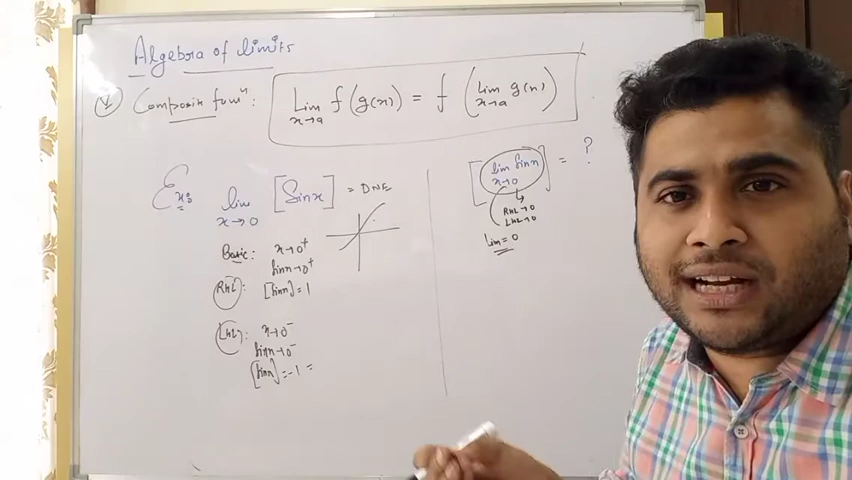 Algebra of limits
(V) Composite funⁿ: Lim x→a f(g(x)) = f(Lim x→a g(x))
Ex: lim x→0 [Sinx] = DNE
Basic: x→0⁺
Sinx→0⁺
RHL: [Sinx] = 1
LHL: x→0⁻
Sinx→0⁻
[Sinx] = -1 =
[lim x→0 Sinx] = ?
RHL→0
LHL→0
Lim = 0